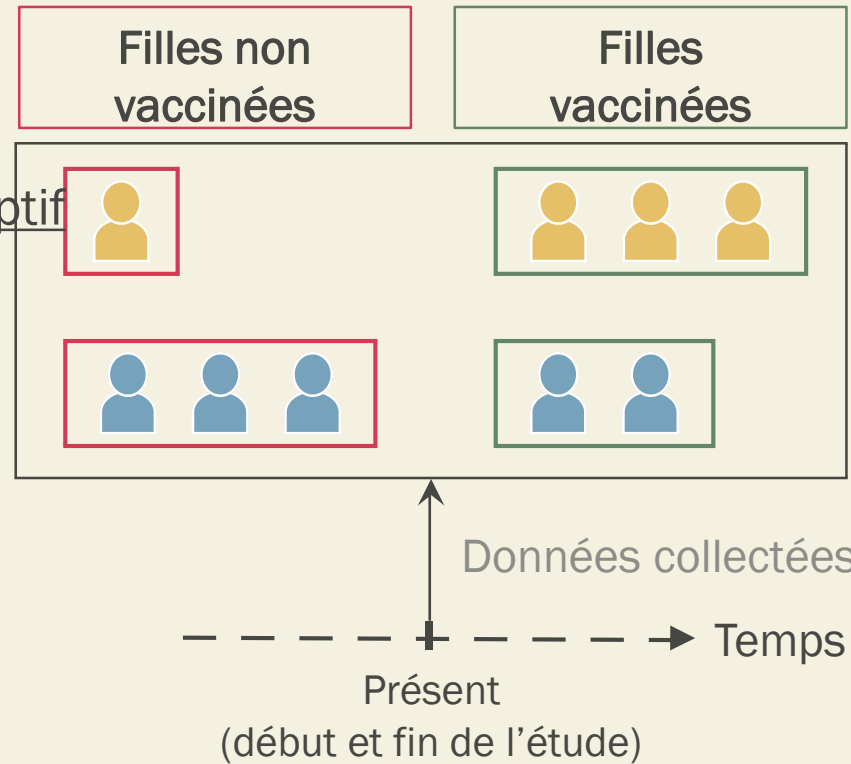 Filles non
vaccinées
Filles
vaccinées
Données collectées
Temps
Présent
(début et fin de l'étude)